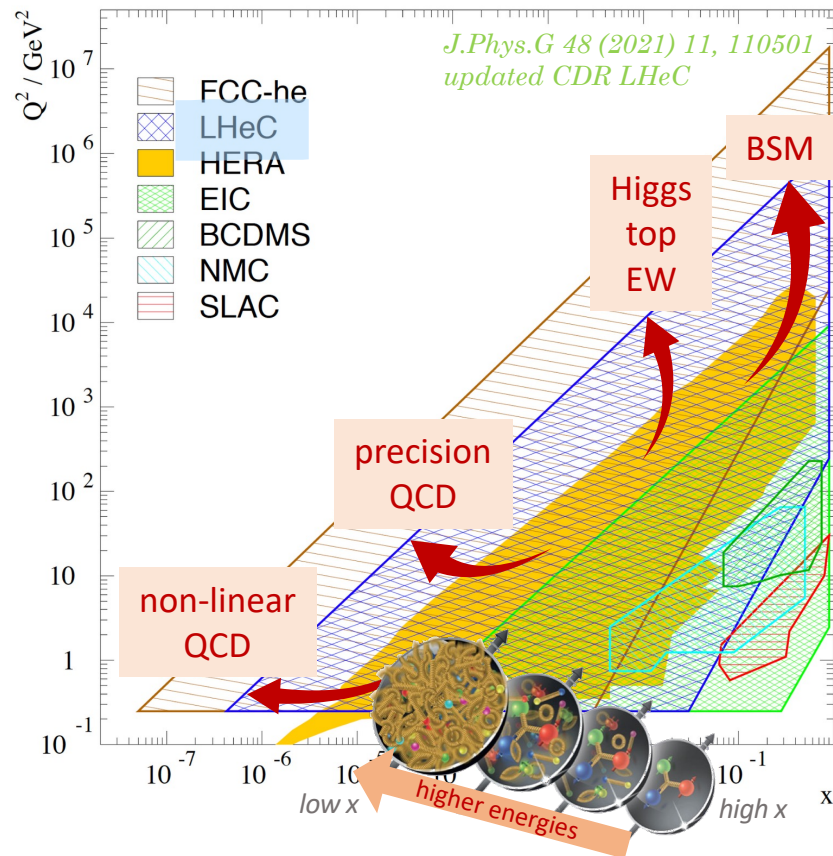 J.Phys.G 48 (2021) 11, 110501
updated CDR LHeC
Q² / GeV²
10⁷
10⁶
10⁵
10⁴
10³
10²
10
1
10⁻¹
FCC-he
LHeC
HERA
EIC
BCDMS
NMC
SLAC
BSM
Higgs
top
EW
precision
QCD
non-linear
QCD
10⁻⁷
10⁻⁶
10⁻¹
x
low x
higher energies
high x